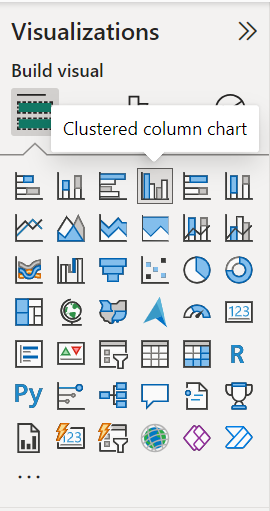 Visualizations
Build visual
Clustered column chart
123
R
Py
123
...